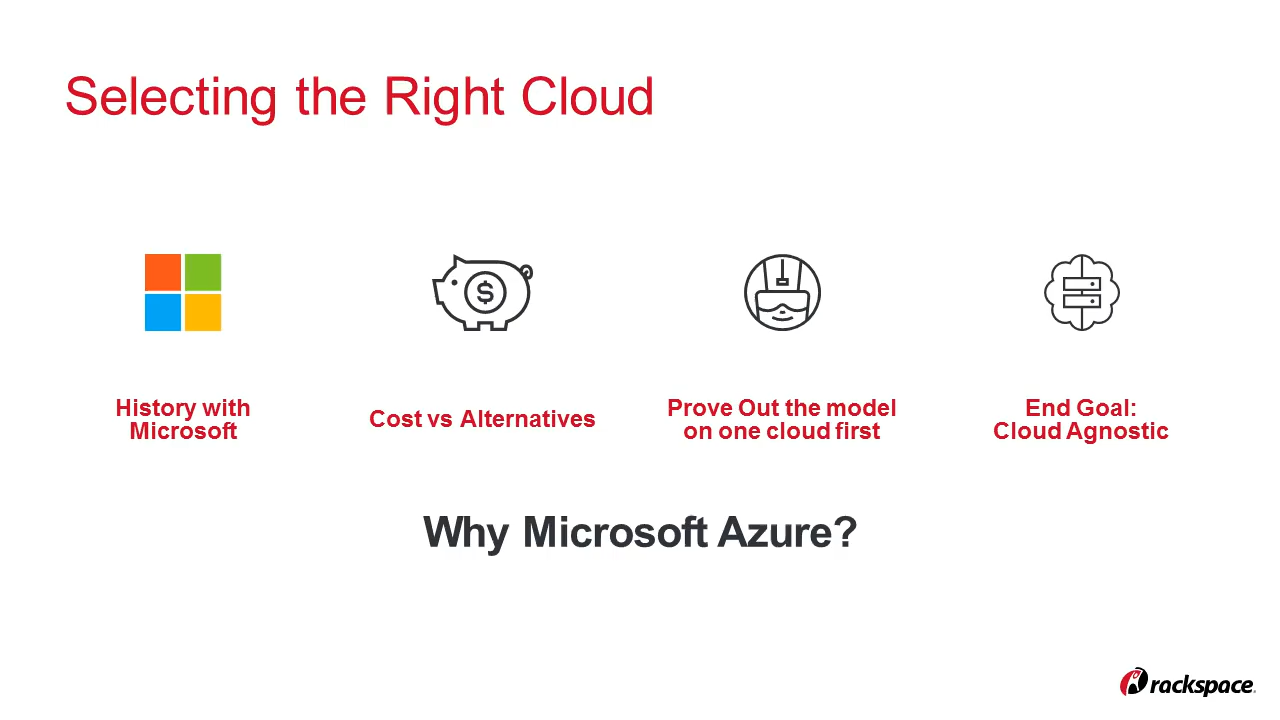 Selecting the Right Cloud
$
History with
Microsoft
Cost vs Alternatives
Prove Out the model
on one cloud first
End Goal:
Cloud Agnostic
Why Microsoft Azure?
rackspace.